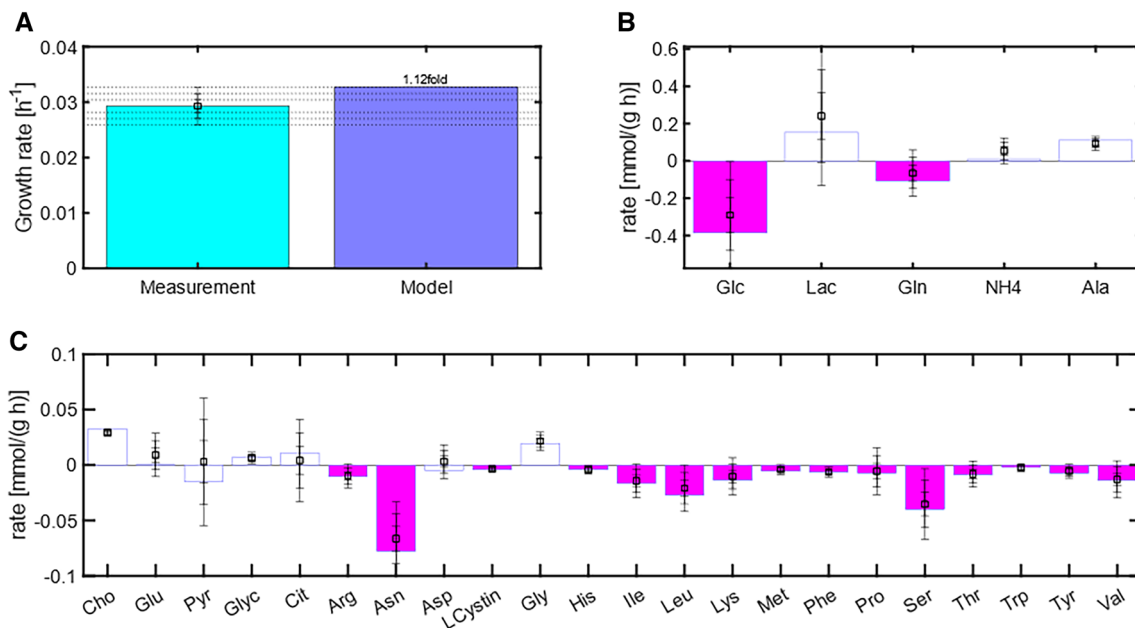 A
Growth rate [h⁻¹]
0.04
0.03
0.02
0.01
0
1.12fold
Measurement
Model
B
rate [mmol/(g h)]
0.6
0.4
0.2
0
-0.2
-0.4
Glc
Lac
Gln
NH4
Ala
C
rate [mmol/(g h)]
0.1
0.05
0
-0.05
-0.1
Cho
Glu
Pyr
Glyc
Cit
Arg
Asn
Asp
LCystin
Gly
His
Ile
Leu
Lys
Met
Phe
Pro
Ser
Thr
Trp
Tyr
Val